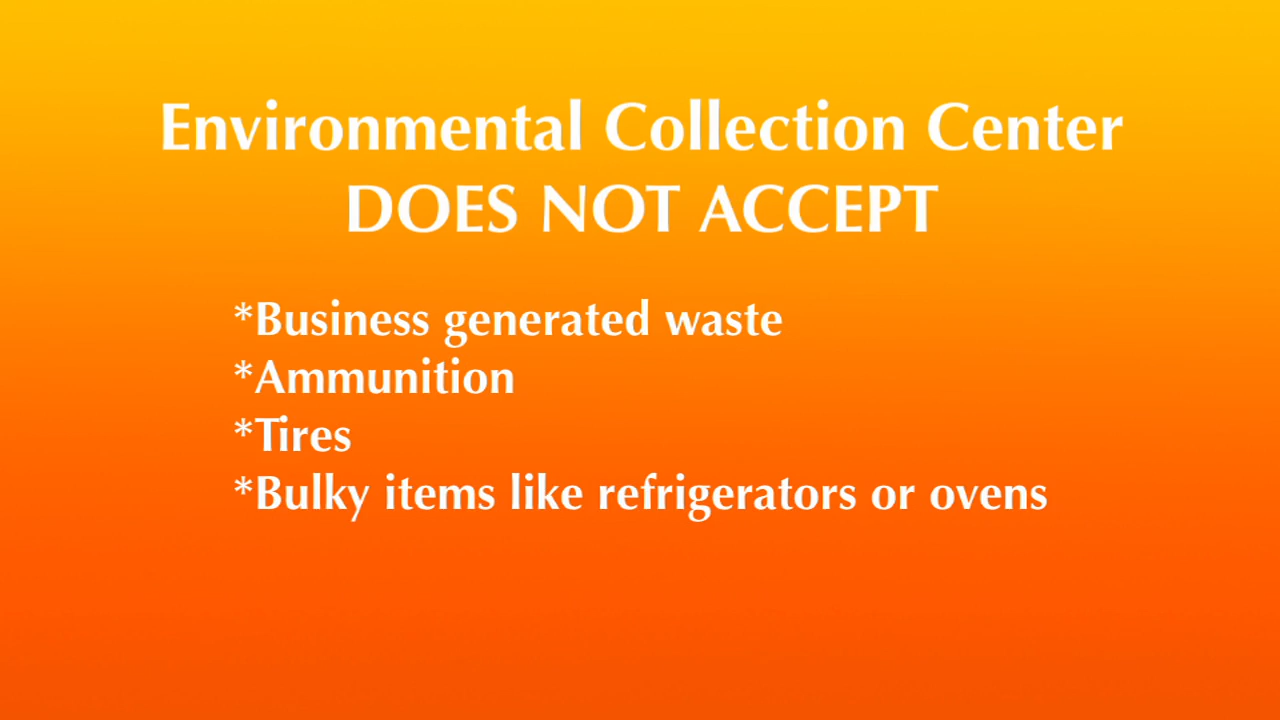 Environmental Collection Center
DOES NOT ACCEPT
*Business generated waste
*Ammunition
*Tires
*Bulky items like refrigerators or ovens